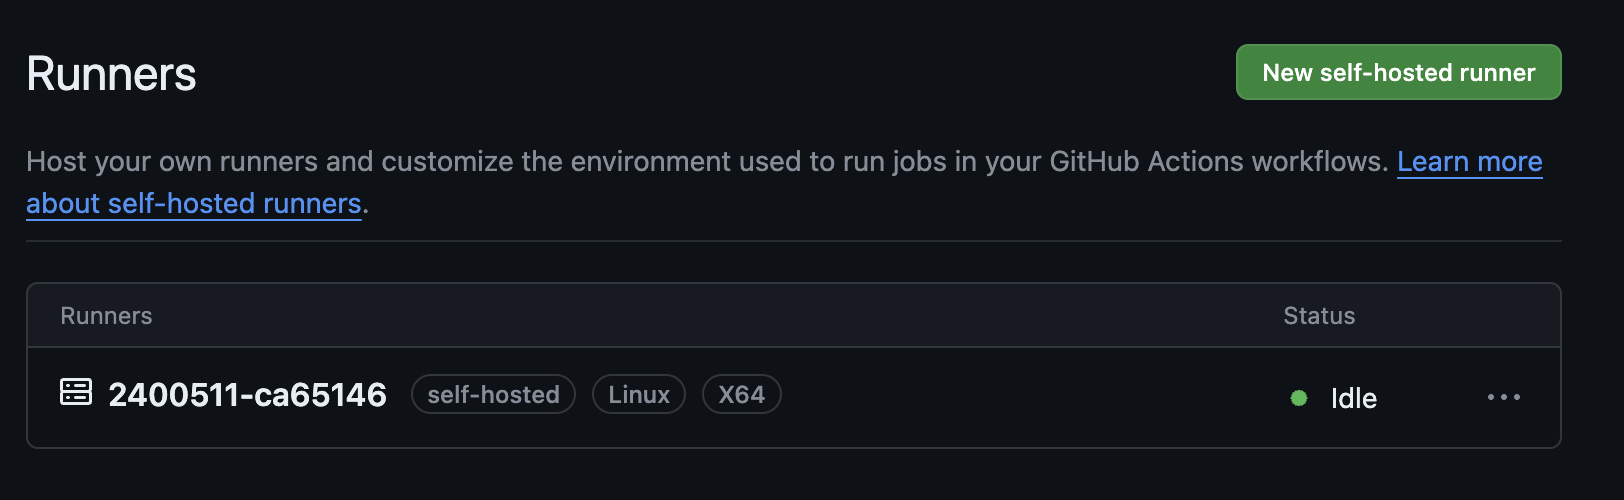 Runners
New self-hosted runner
Host your own runners and customize the environment used to run jobs in your GitHub Actions workflows. Learn more
about self-hosted runners.
Runners
Status
2400511-ca65146
self-hosted
Linux
X64
Idle